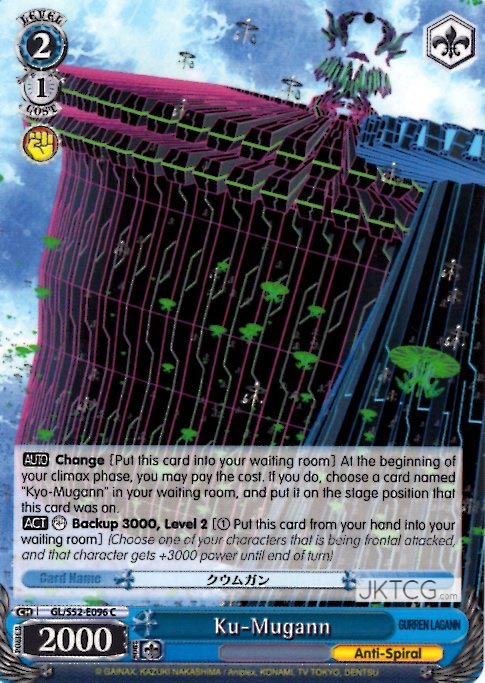 LEVEL
2
1
COST
AUTO Change [Put this card into your waiting room] At the beginning of
your climax phase, you may pay the cost. If you do, choose a card named
"Kyo-Mugann" in your waiting room, and put it on the stage position that
this card was on.
ACT Backup 3000, Level 2 [① Put this card from your hand into your
waiting room] (Choose one of your characters that is being frontal attacked,
and that character gets +3000 power until end of turn)
Card Name
クウムガン
JKTCG.com
GL/S52-E096 C
POWER
2000
Ku-Mugann
GURREN LAGANN
Anti-Spiral
© GAINAX, KAZUKI NAKASHIMA / Aniplex, KONAMI, TV TOKYO, DENTSU